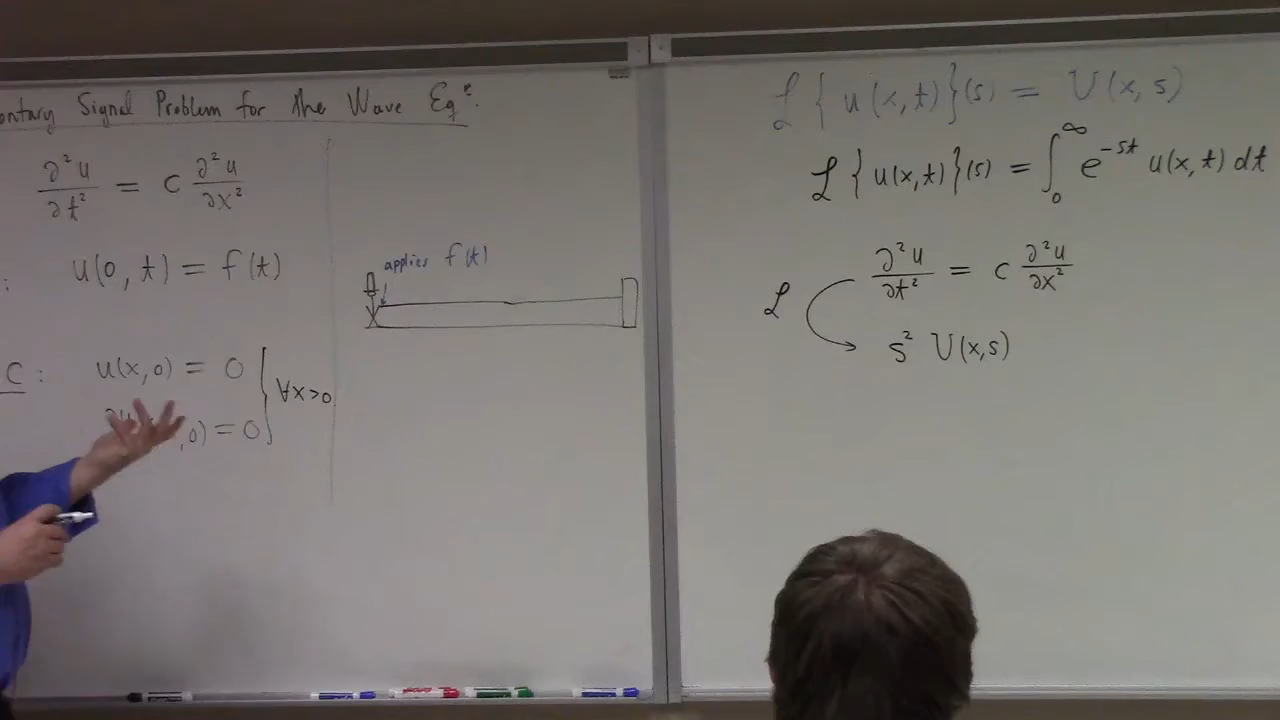 Signal Problem for the Wave Eqⁿ.
∂²u/∂t² = c ∂²u/∂x²
: u(0, t) = f(t)
C : u(x, 0) = 0
, 0) = 0 } ∀x>0
applies f(t)
ℒ{u(x, t)}(s) = U(x, s)
ℒ{u(x,t)}(s) = ∫₀^∞ e^{-st} u(x, t) dt
∂²u/∂t² = c ∂²u/∂x²
ℒ
s² U(x,s)